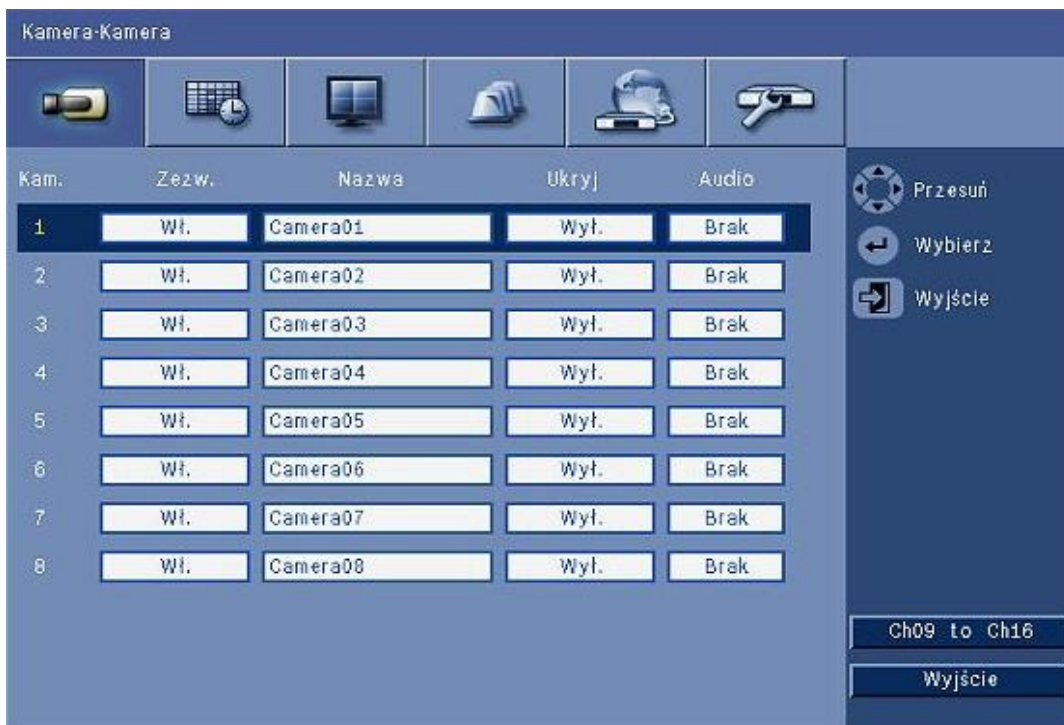 Kamera-Kamera
Kam. Zezw. Nazwa Ukryj Audio
1 Wł. Camera01 Wył. Brak
2 Wł. Camera02 Wył. Brak
3 Wł. Camera03 Wył. Brak
4 Wł. Camera04 Wył. Brak
5 Wł. Camera05 Wył. Brak
6 Wł. Camera06 Wył. Brak
7 Wł. Camera07 Wył. Brak
8 Wł. Camera08 Wył. Brak
Przesuń
Wybierz
Wyjście
Ch09 to Ch16
Wyjście